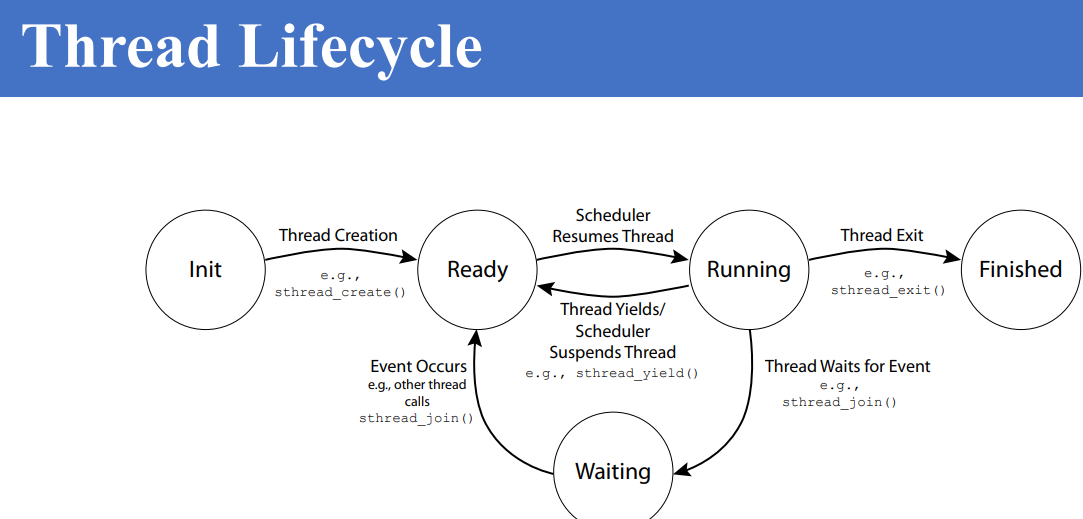 Thread Lifecycle
Init
Thread Creation
e.g.,
sthread_create()
Ready
Scheduler
Resumes Thread
Thread Yields/
Scheduler
Suspends Thread
e.g., sthread_yield()
Running
Thread Exit
e.g.,
sthread_exit()
Finished
Event Occurs
e.g., other thread
calls
sthread_join()
Thread Waits for Event
e.g.,
sthread_join()
Waiting